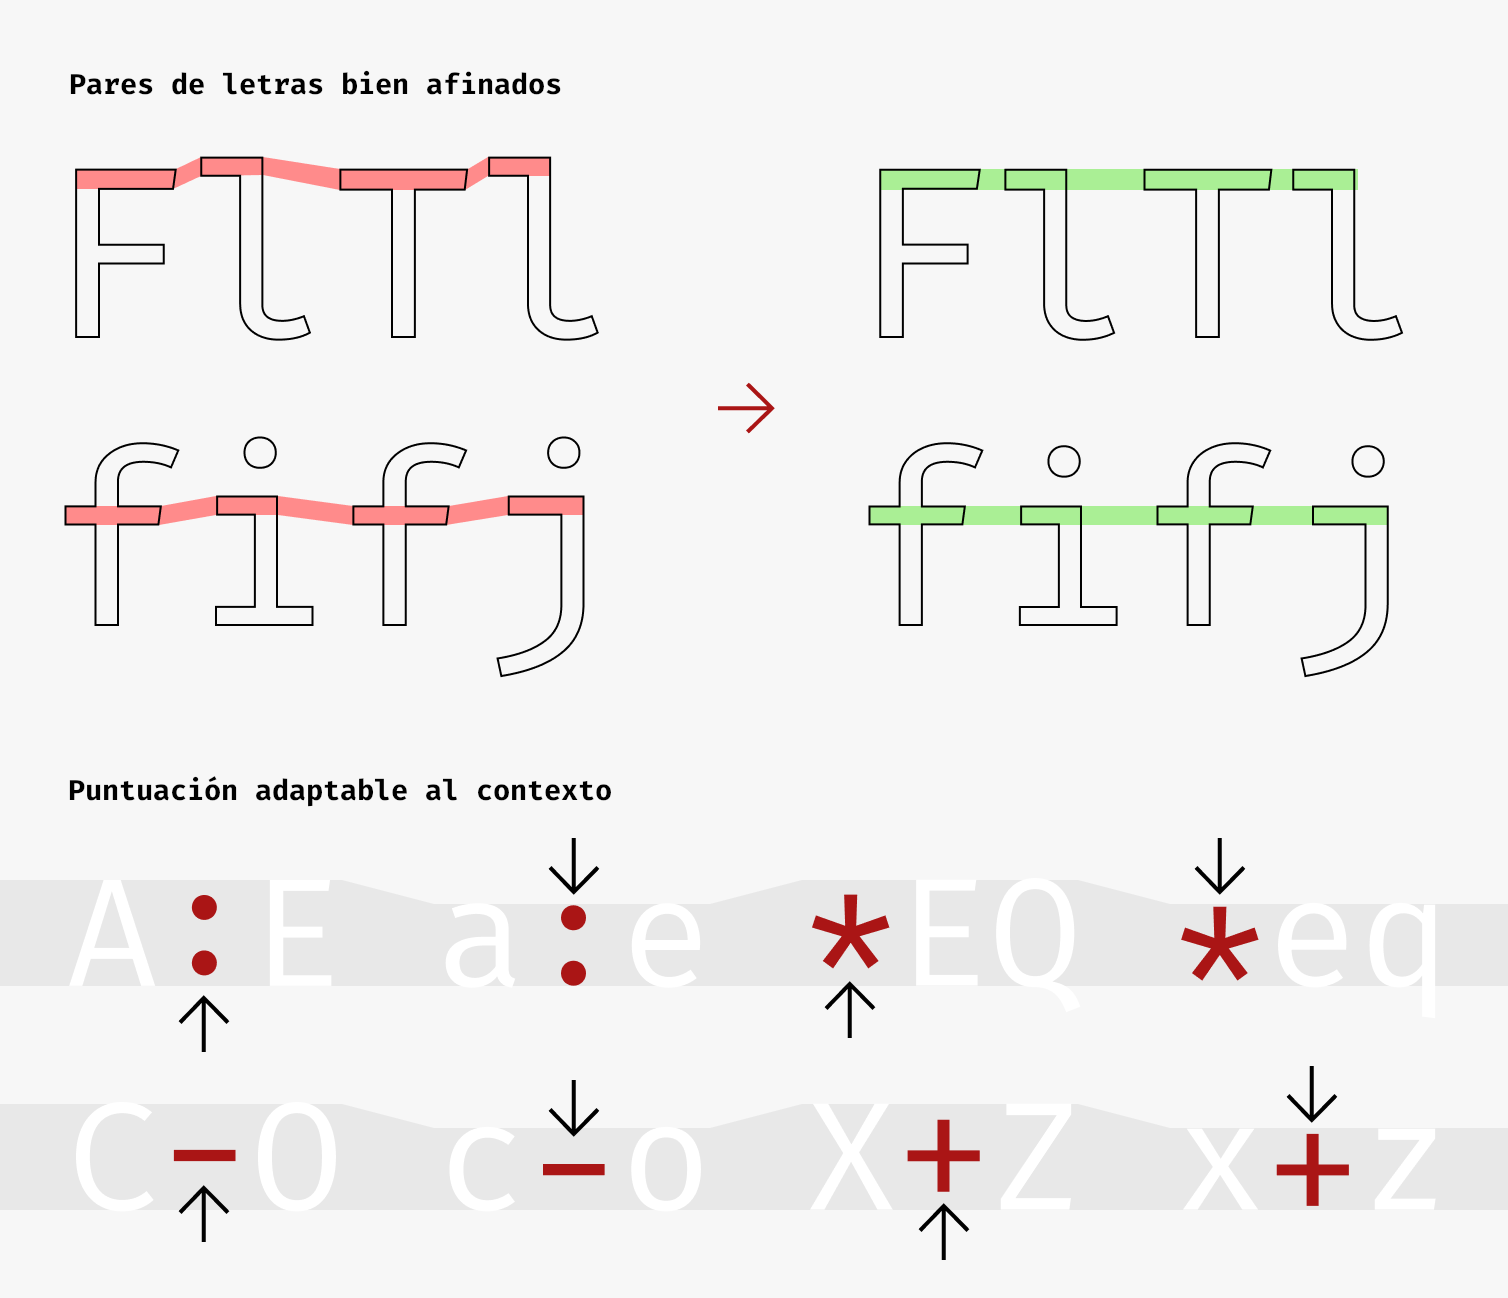 Pares de letras bien afinados
FlTl FlTl
fifj fifj
Puntuación adaptable al contexto
A:E a:e *EQ *eq
C-O c-o X+Z x+z